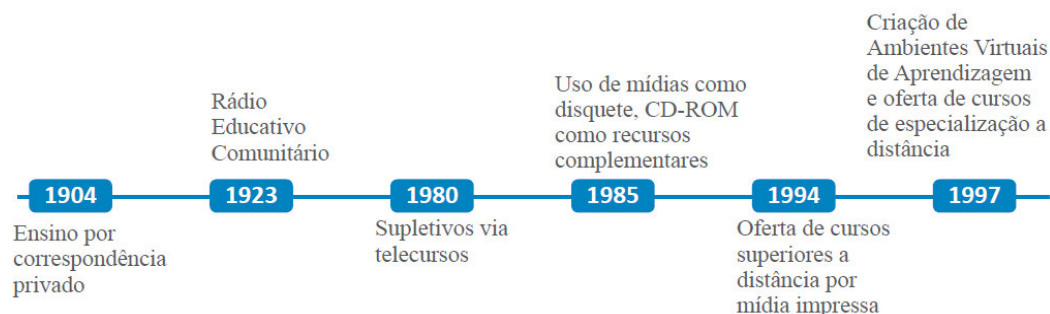 1904
Ensino por
correspondência
privado
1923
Rádio
Educativo
Comunitário
1980
Supletivos via
telecursos
1985
Uso de mídias como
disquete, CD-ROM
como recursos
complementares
1994
Oferta de cursos
superiores a
distância por
mídia impressa
1997
Criação de
Ambientes Virtuais
de Aprendizagem
e oferta de cursos
de especialização a
distância